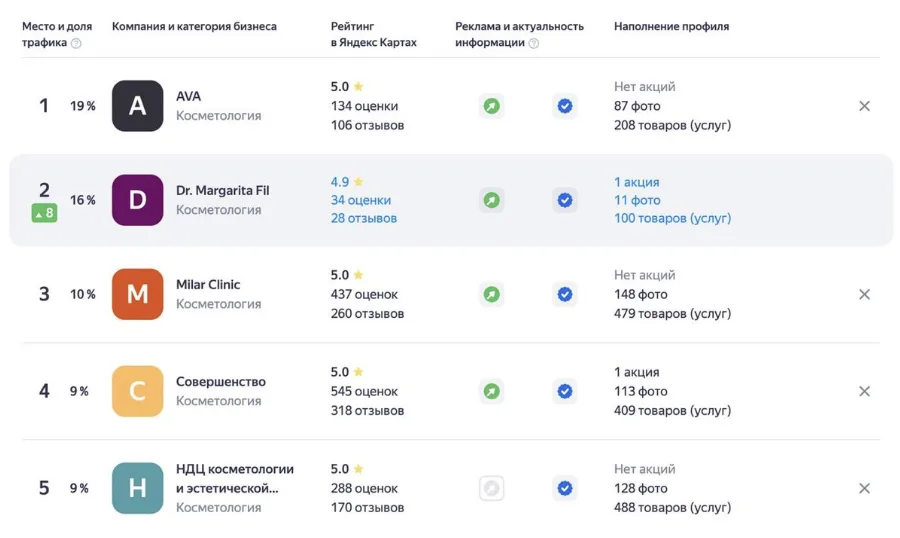 Место и доля
трафика ?
Компания и категория бизнеса
Рейтинг
в Яндекс Картах
Реклама и актуальность
информации ?
Наполнение профиля
1
19 %
A
AVA
Косметология
5.0
134 оценки
106 отзывов
Нет акций
87 фото
208 товаров (услуг)
2
8
16 %
D
Dr. Margarita Fil
Косметология
4.9
34 оценки
28 отзывов
1 акция
11 фото
100 товаров (услуг)
3
10 %
M
Milar Clinic
Косметология
5.0
437 оценок
260 отзывов
Нет акций
148 фото
479 товаров (услуг)
4
9 %
С
Совершенство
Косметология
5.0
545 оценок
318 отзывов
1 акция
113 фото
409 товаров (услуг)
5
9 %
Н
НДЦ косметологии
и эстетической...
Косметология
5.0
288 оценок
170 отзывов
Нет акций
128 фото
488 товаров (услуг)